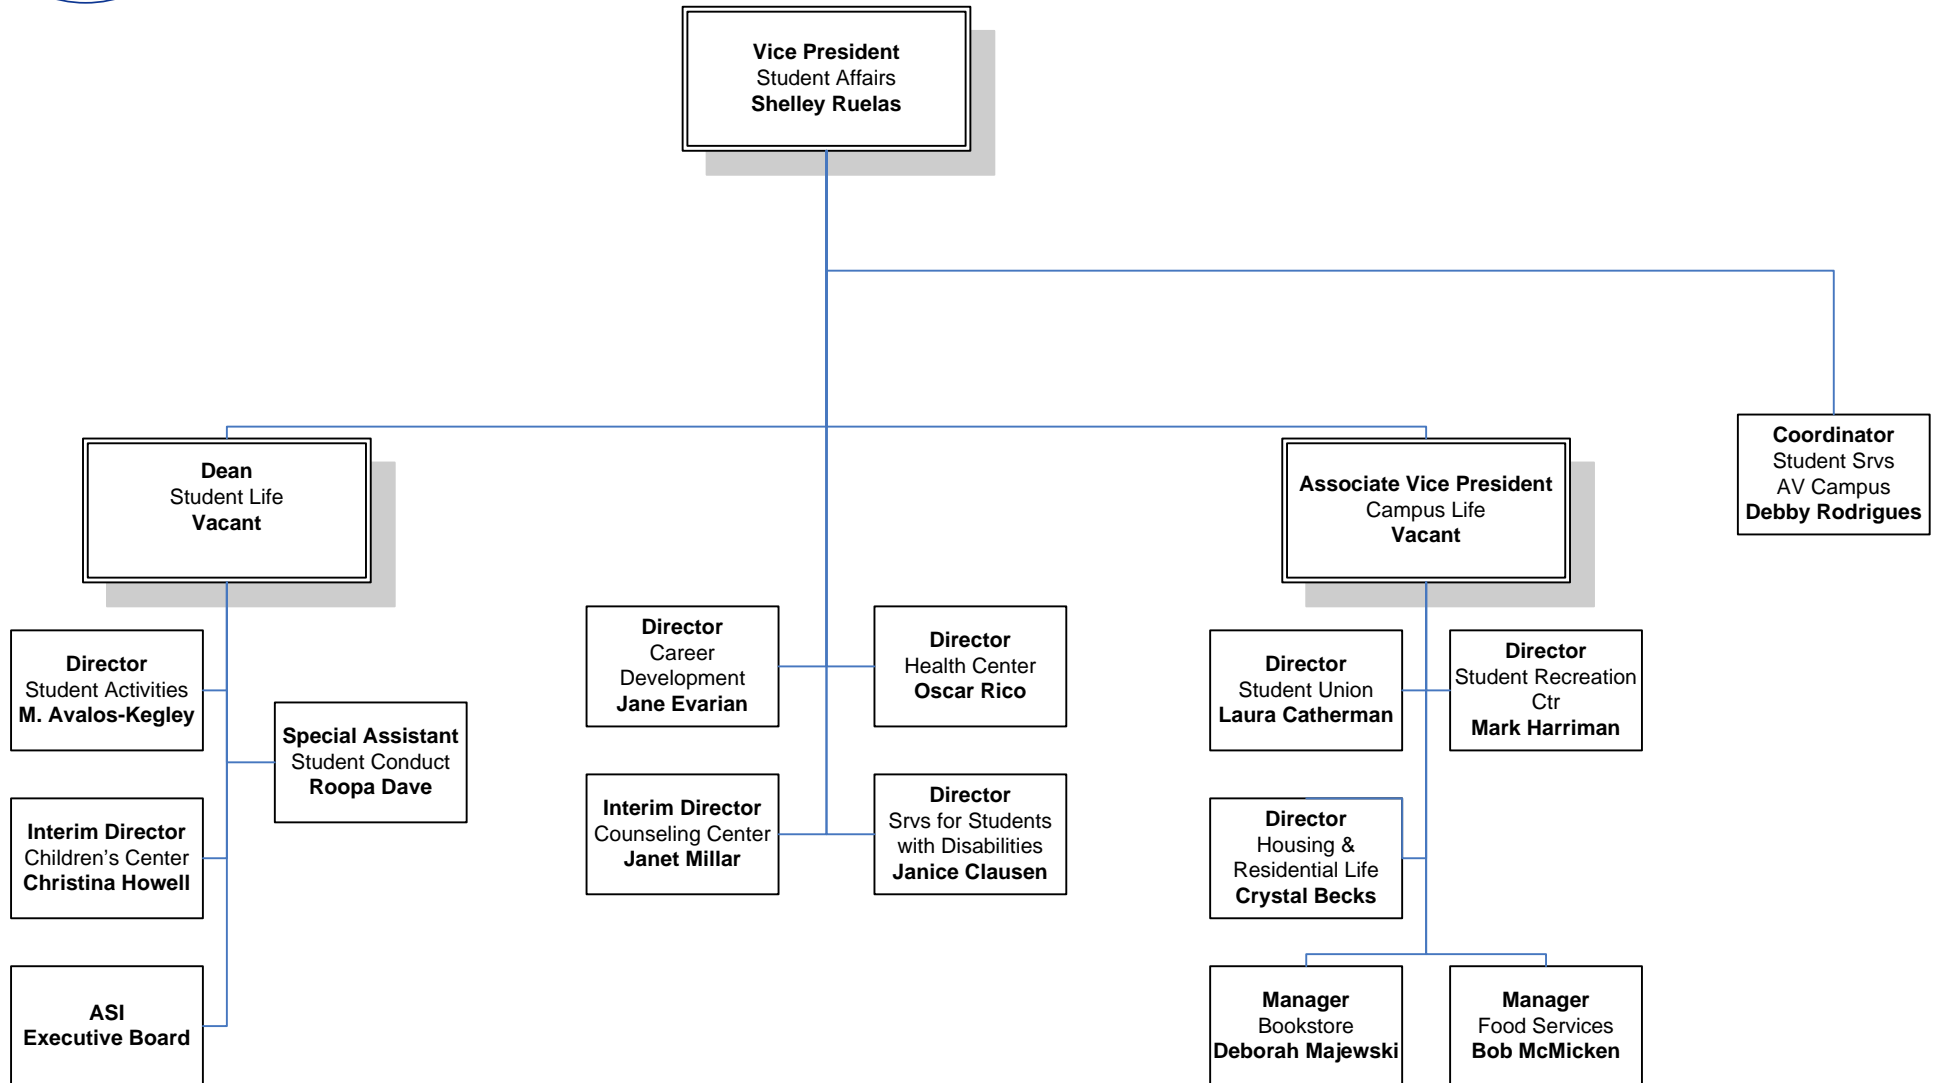 Vice President
Student Affairs
Shelley Ruelas
Coordinator
Student Srvs
AV Campus
Debby Rodrigues
Dean
Student Life
Vacant
Associate Vice President
Campus Life
Vacant
Director
Student Activities
M. Avalos-Kegley
Special Assistant
Student Conduct
Roopa Dave
Interim Director
Children's Center
Christina Howell
ASI
Executive Board
Director
Career
Development
Jane Evarian
Director
Health Center
Oscar Rico
Interim Director
Counseling Center
Janet Millar
Director
Srvs for Students
with Disabilities
Janice Clausen
Director
Student Union
Laura Catherman
Director
Student Recreation
Ctr
Mark Harriman
Director
Housing &
Residential Life
Crystal Becks
Manager
Bookstore
Deborah Majewski
Manager
Food Services
Bob McMicken